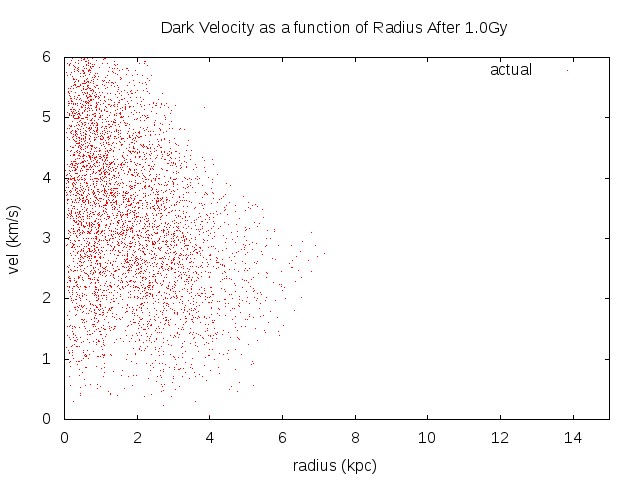 Dark Velocity as a function of Radius After 1.0Gy
actual
6
5
4
3
2
1
0
vel (km/s)
0 2 4 6 8 10 12 14
radius (kpc)